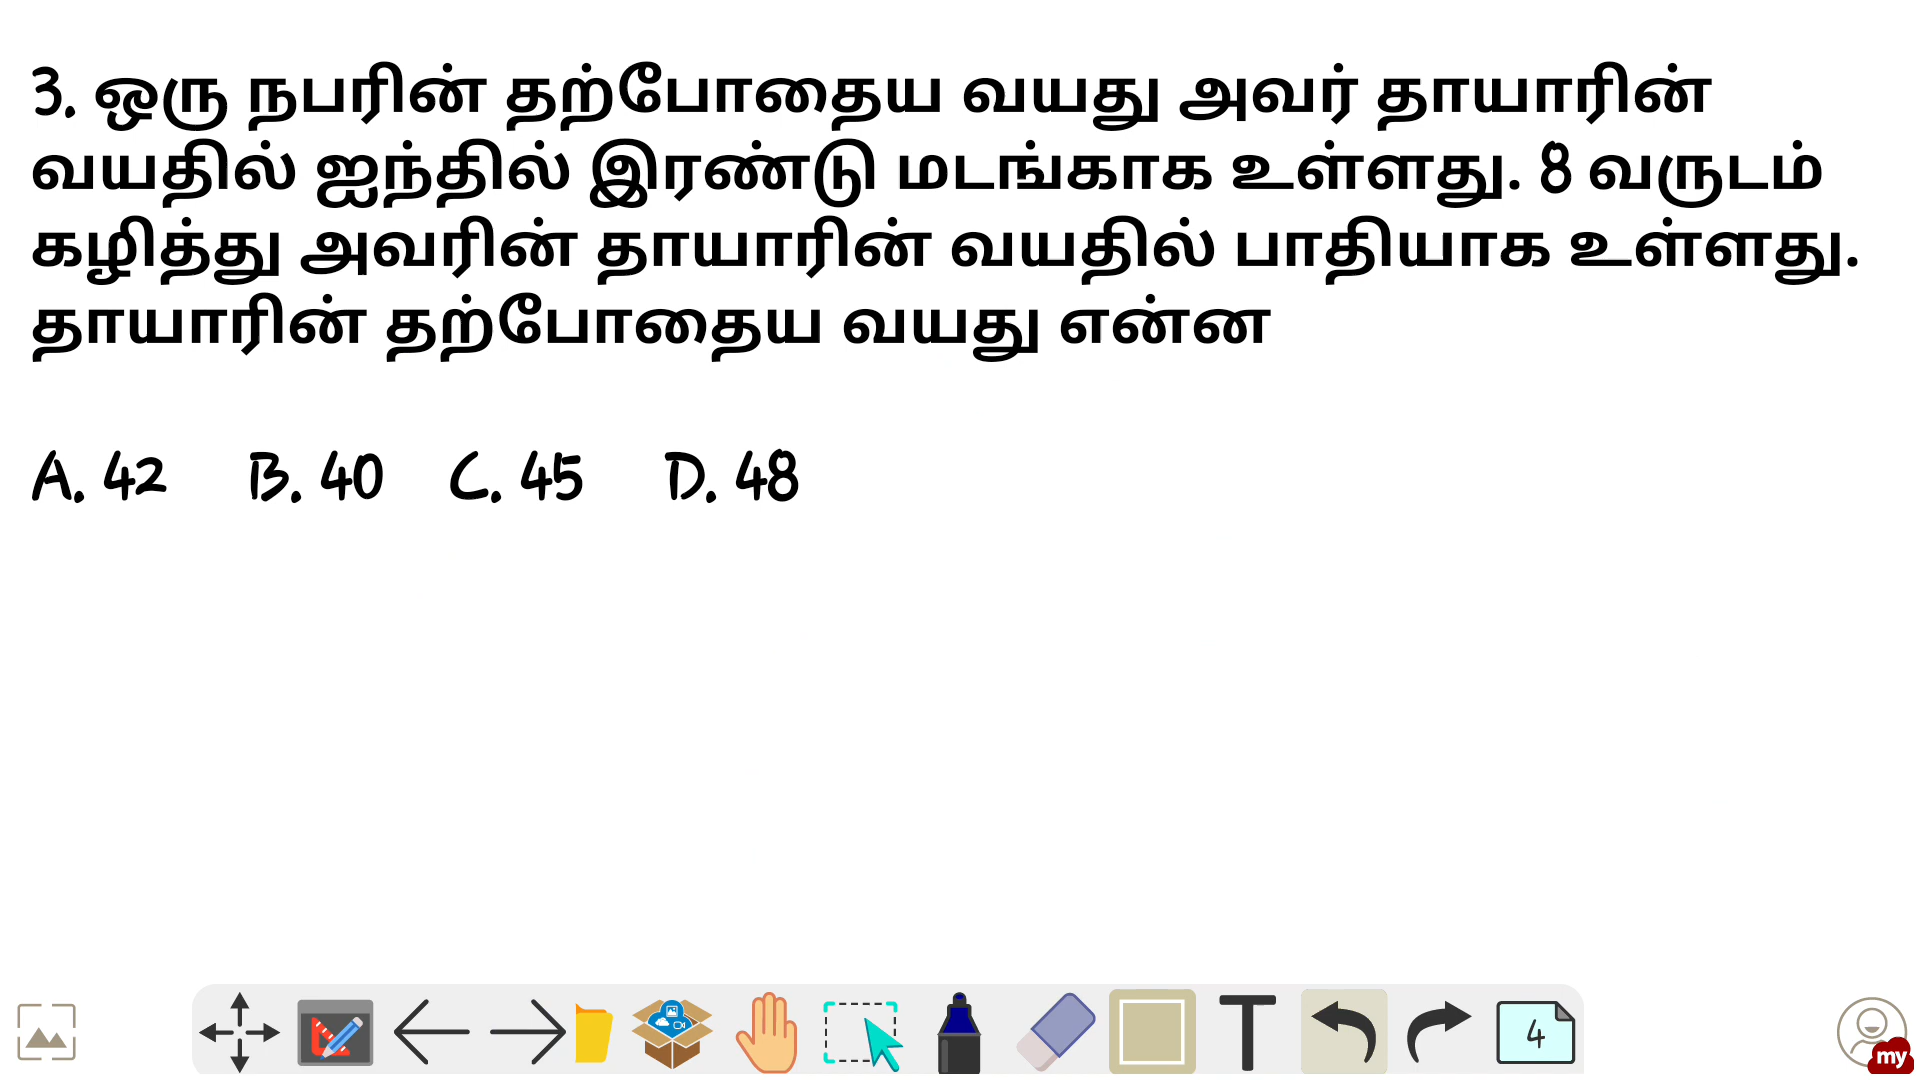 3. ஒரு நபரின் தற்போதைய வயது அவர் தாயாரின்
வயதில் ஐந்தில் இரண்டு மடங்காக உள்ளது. 8 வருடம்
கழித்து அவரின் தாயாரின் வயதில் பாதியாக உள்ளது.
தாயாரின் தற்போதைய வயது என்ன
A. 42 B. 40 C. 45 D. 48
T 4
my